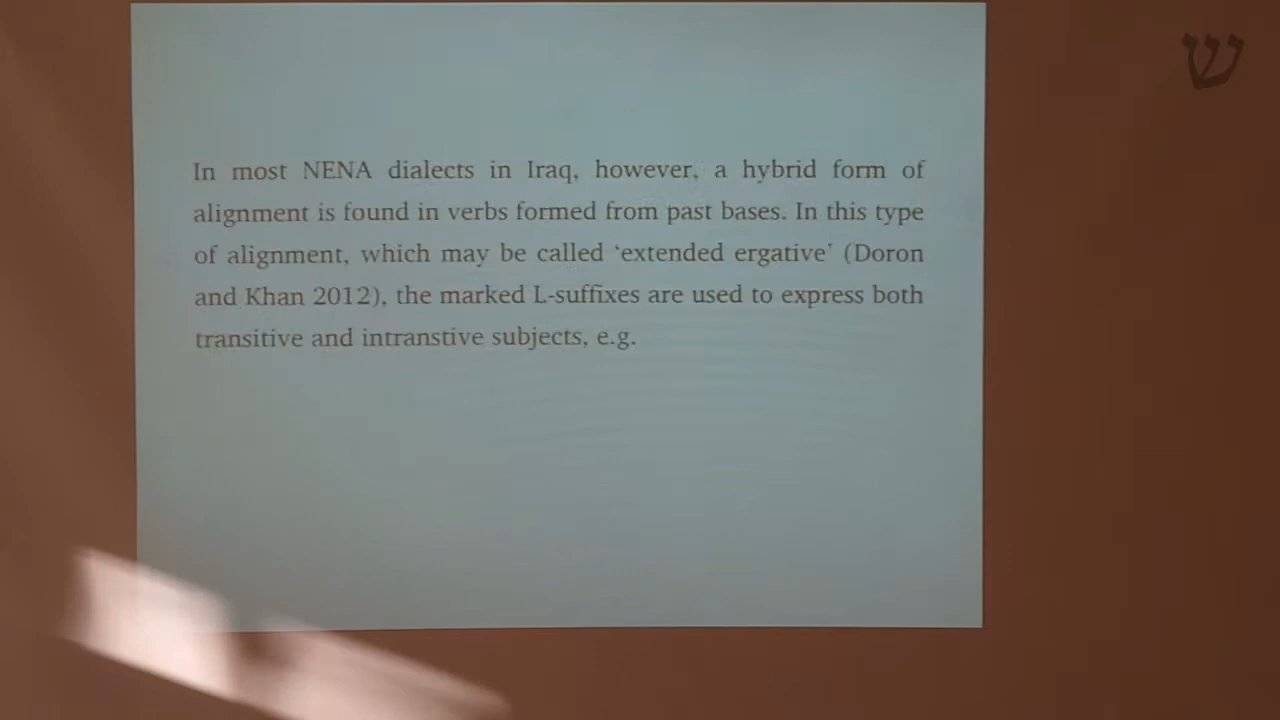 ש
In most NENA dialects in Iraq, however, a hybrid form of
alignment is found in verbs formed from past bases. In this type
of alignment, which may be called ‘extended ergative’ (Doron
and Khan 2012), the marked L-suffixes are used to express both
transitive and intranstive subjects, e.g.